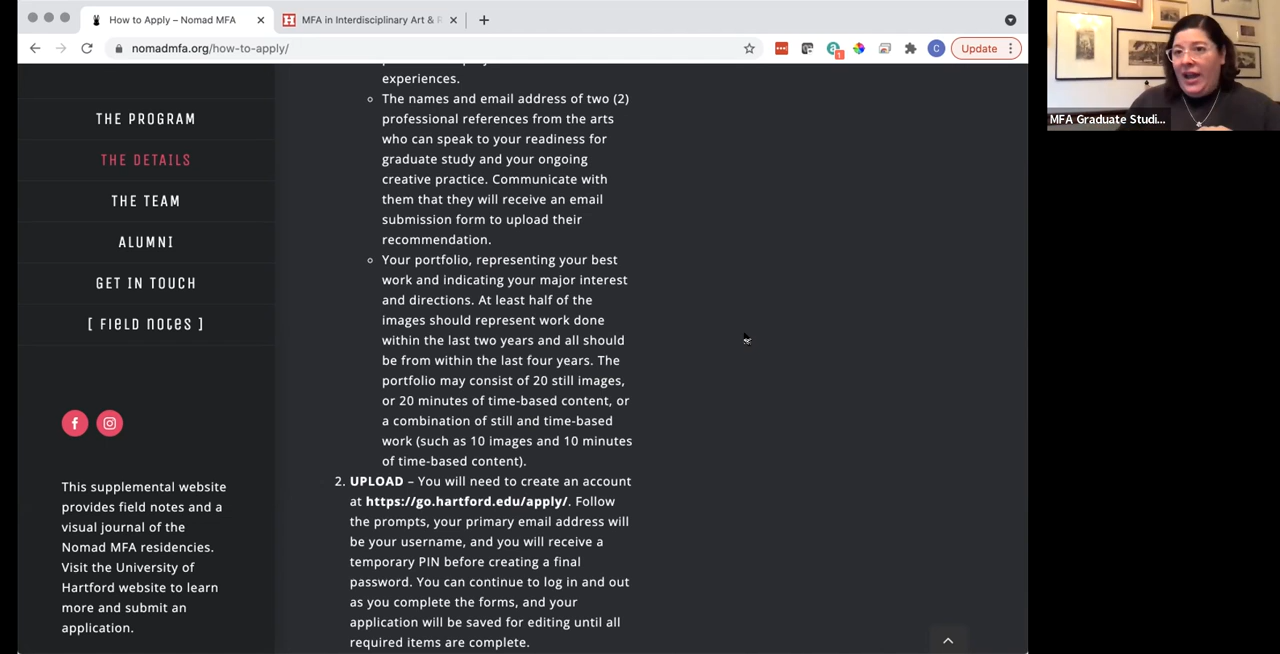 How to Apply – Nomad MFA
MFA in Interdisciplinary Art &
nomadmfa.org/how-to-apply/
1
C
Update
THE PROGRAM
THE DETAILS
THE TEAM
ALUMNI
GET IN TOUCH
[ Field Notes ]
This supplemental website
provides field notes and a
visual journal of the
Nomad MFA residencies.
Visit the University of
Hartford website to learn
more and submit an
application.
experiences.
The names and email address of two (2)
professional references from the arts
who can speak to your readiness for
graduate study and your ongoing
creative practice. Communicate with
them that they will receive an email
submission form to upload their
recommendation.
Your portfolio, representing your best
work and indicating your major interest
and directions. At least half of the
images should represent work done
within the last two years and all should
be from within the last four years. The
portfolio may consist of 20 still images,
or 20 minutes of time-based content, or
a combination of still and time-based
work (such as 10 images and 10 minutes
of time-based content).
2. UPLOAD – You will need to create an account
at https://go.hartford.edu/apply/. Follow
the prompts, your primary email address will
be your username, and you will receive a
temporary PIN before creating a final
password. You can continue to log in and out
as you complete the forms, and your
application will be saved for editing until all
required items are complete.
MFA Graduate Studi...